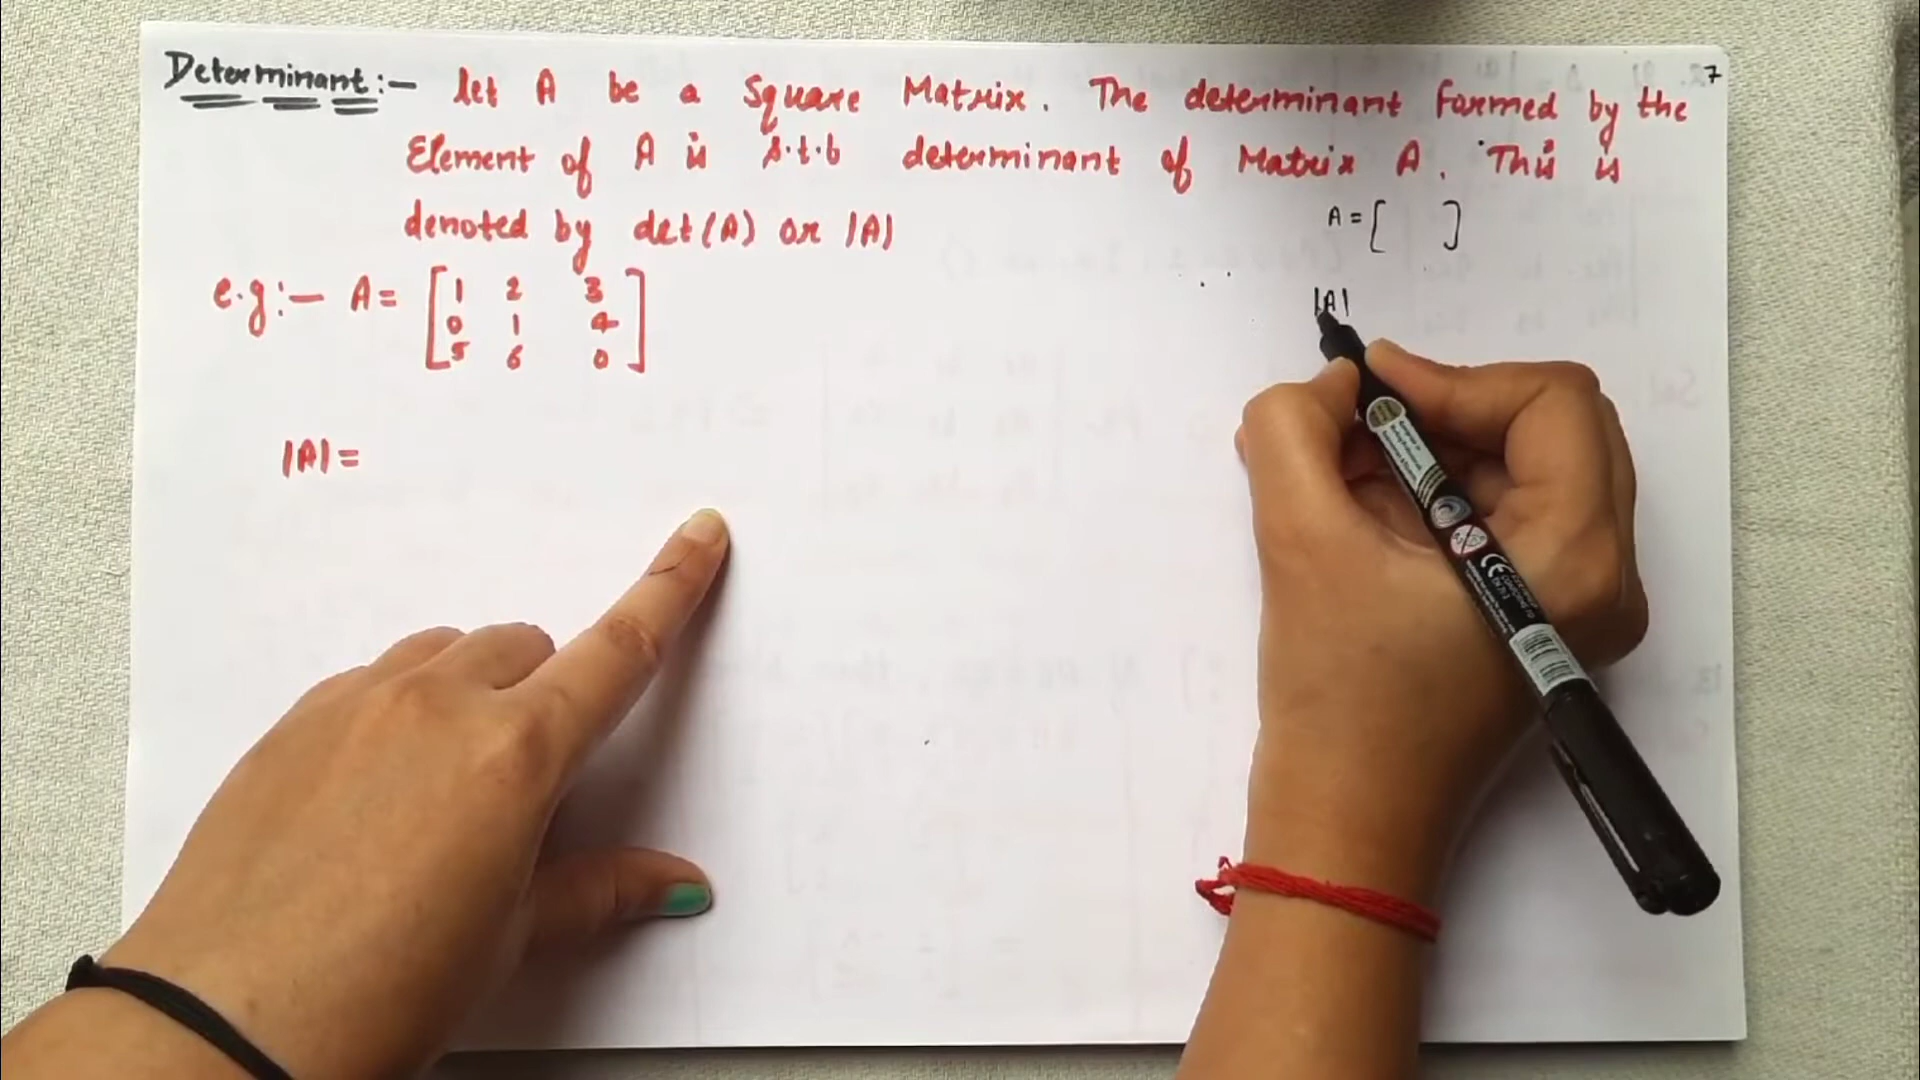 Determinant:- let A be a Square Matrix. The determinant formed by the
Element of A is s.t.b determinant of Matrix A. This is
denoted by det(A) or |A|
A = [ ]
e.g:- A = [1 2 3
0 1 4
5 6 0]
|A|
|A| =
7
CE